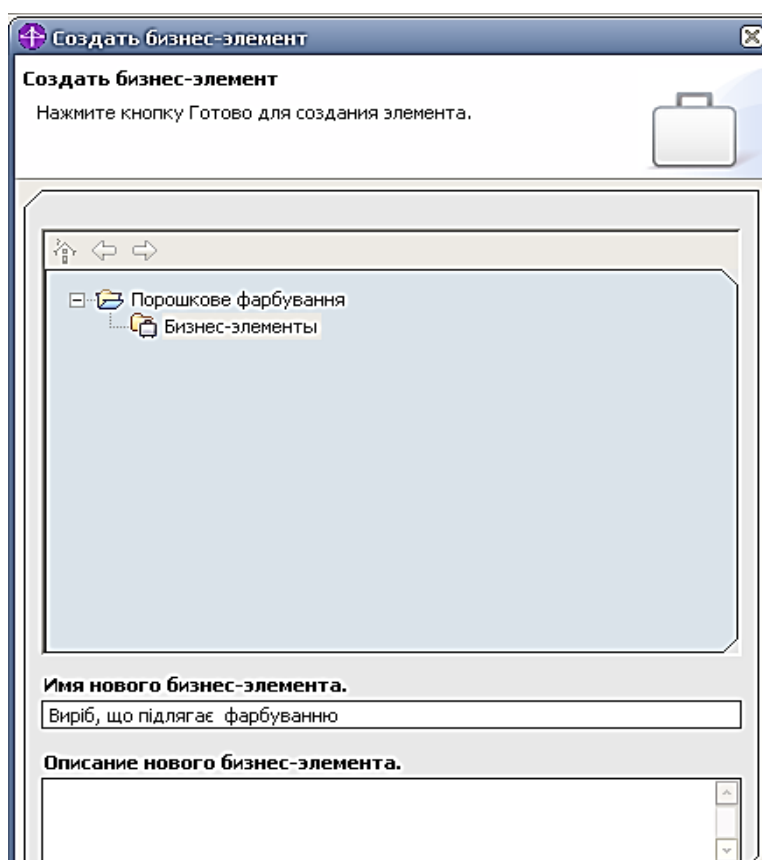 Создать бизнес-элемент
Создать бизнес-элемент
Нажмите кнопку Готово для создания элемента.
Порошкове фарбування
Бизнес-элементы
Имя нового бизнес-элемента.
Виріб, що підлягає фарбуванню
Описание нового бизнес-элемента.